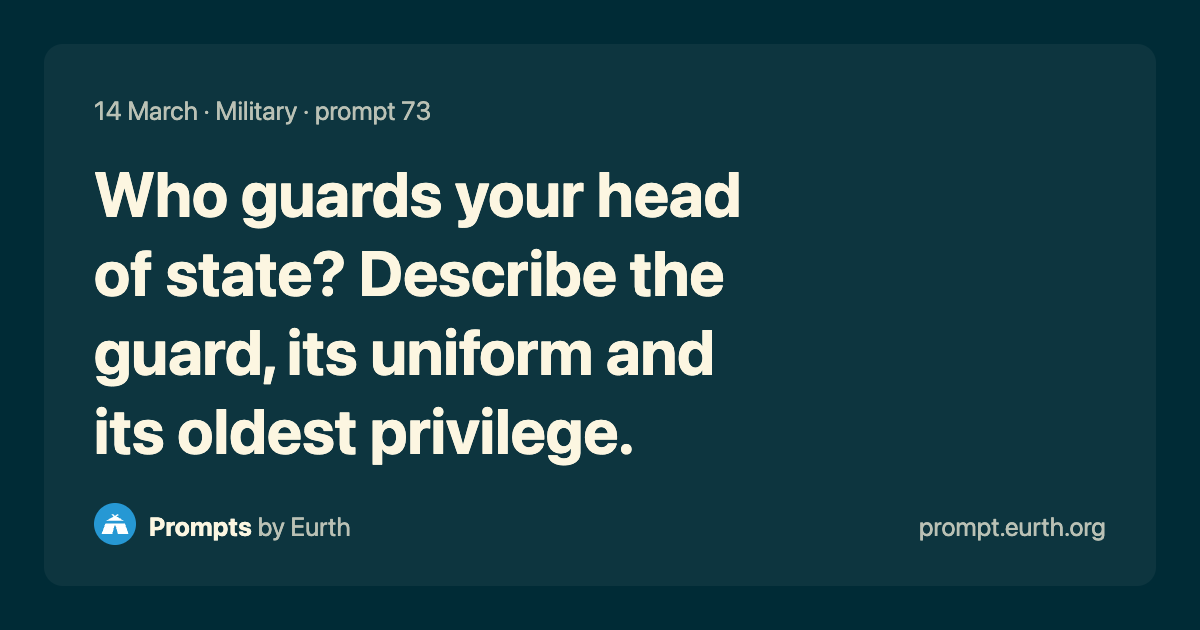 14 March · Military · prompt 73
Who guards your head
of state? Describe the
guard, its uniform and
its oldest privilege.
Prompts by Eurth
prompt.eurth.org